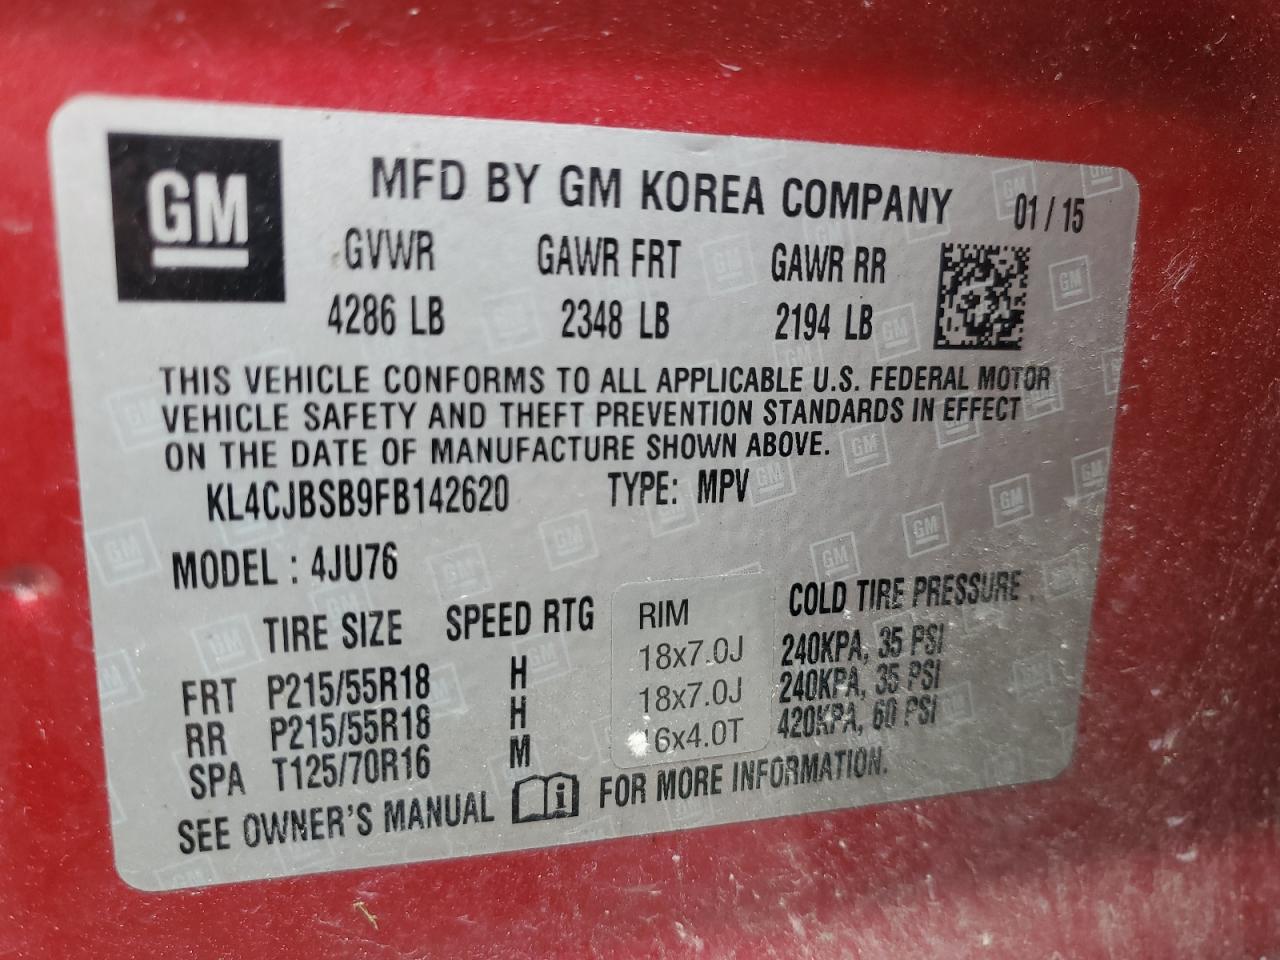 GM
MFD BY GM KOREA COMPANY 01/15
GVWR GAWR FRT GAWR RR
4286 LB 2348 LB 2194 LB
THIS VEHICLE CONFORMS TO ALL APPLICABLE U.S. FEDERAL MOTOR
VEHICLE SAFETY AND THEFT PREVENTION STANDARDS IN EFFECT
ON THE DATE OF MANUFACTURE SHOWN ABOVE.
KL4CJBSB9FB142620 TYPE: MPV
MODEL : 4JU76
TIRE SIZE SPEED RTG RIM COLD TIRE PRESSURE
FRT P215/55R18 H 18x7.0J 240KPA, 35 PSI
RR P215/55R18 H 18x7.0J 240KPA, 35 PSI
SPA T125/70R16 M 6x4.0T 420KPA, 60 PSI
SEE OWNER'S MANUAL i FOR MORE INFORMATION.